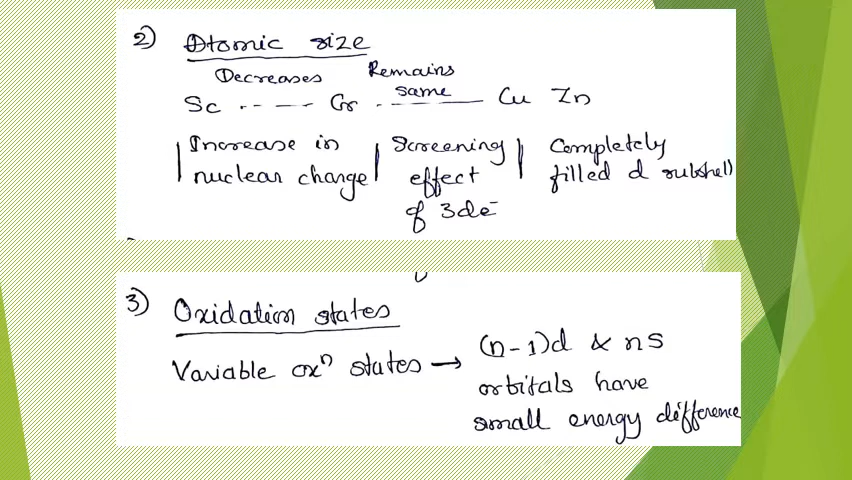 2) Atomic size
Decreases Remains same
Sc ---- Cr ---- Cu Zn
Increase in | Screening | Completely
nuclear change effect filled d subshell
of 3de⁻
3) Oxidation states
Variable oxⁿ states → (n-1)d & ns
orbitals have
small energy difference